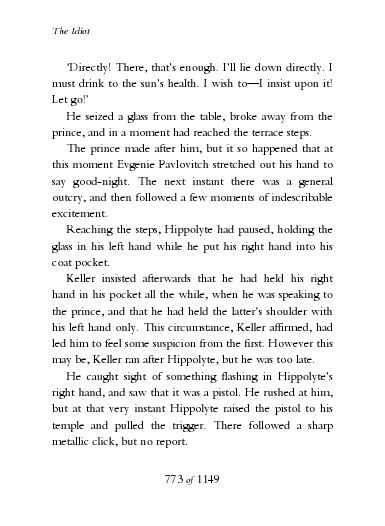 The Idiot
‘Directly! There, that’s enough. I’ll lie down directly. I
must drink to the sun’s health. I wish to—I insist upon it!
Let go!’
He seized a glass from the table, broke away from the
prince, and in a moment had reached the terrace steps.
The prince made after him, but it so happened that at
this moment Evgenie Pavlovitch stretched out his hand to
say good-night. The next instant there was a general
outcry, and then followed a few moments of indescribable
excitement.
Reaching the steps, Hippolyte had paused, holding the
glass in his left hand while he put his right hand into his
coat pocket.
Keller insisted afterwards that he had held his right
hand in his pocket all the while, when he was speaking to
the prince, and that he had held the latter’s shoulder with
his left hand only. This circumstance, Keller affirmed, had
led him to feel some suspicion from the first. However this
may be, Keller ran after Hippolyte, but he was too late.
He caught sight of something flashing in Hippolyte’s
right hand, and saw that it was a pistol. He rushed at him,
but at that very instant Hippolyte raised the pistol to his
temple and pulled the trigger. There followed a sharp
metallic click, but no report.
773 of 1149